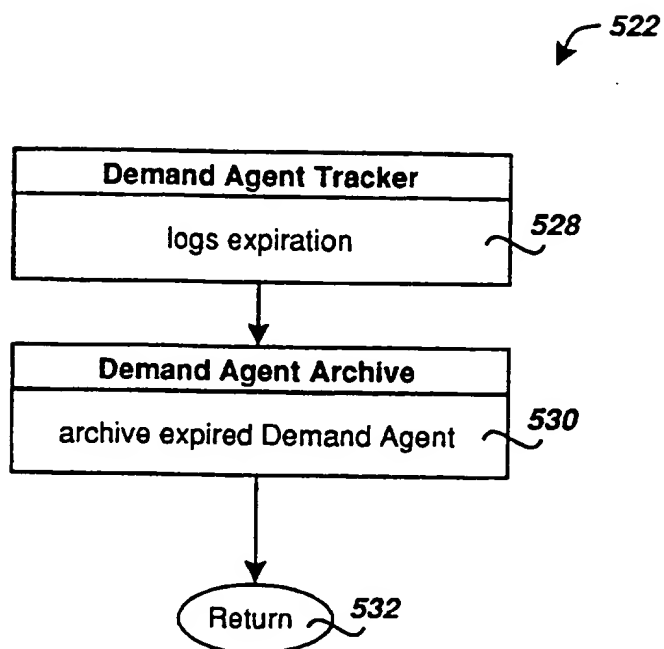 522
Demand Agent Tracker
logs expiration
528
Demand Agent Archive
archive expired Demand Agent
530
Return
532